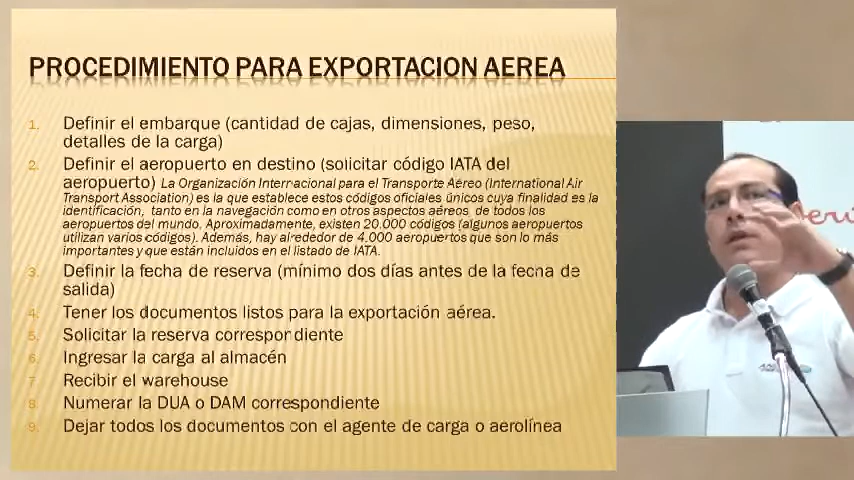 PROCEDIMIENTO PARA EXPORTACION AEREA
1. Definir el embarque (cantidad de cajas, dimensiones, peso,
detalles de la carga)
2. Definir el aeropuerto en destino (solicitar código IATA del
aeropuerto) La Organización Internacional para el Transporte Aéreo (International Air
Transport Association) es la que establece estos códigos oficiales únicos cuya finalidad es la
identificación, tanto en la navegación como en otros aspectos aéreos, de todos los
aeropuertos del mundo. Aproximadamente, existen 20.000 códigos (algunos aeropuertos
utilizan varios códigos). Además, hay alrededor de 4,000 aeropuertos que son lo más
importantes y que están incluidos en el listado de IATA.
3. Definir la fecha de reserva (mínimo dos días antes de la fecha de
salida)
4. Tener los documentos listos para la exportación aérea.
5. Solicitar la reserva correspondiente
6. Ingresar la carga al almacén
7. Recibir el warehouse
8. Numerar la DUA o DAM correspondiente
9. Dejar todos los documentos con el agente de carga o aerolínea